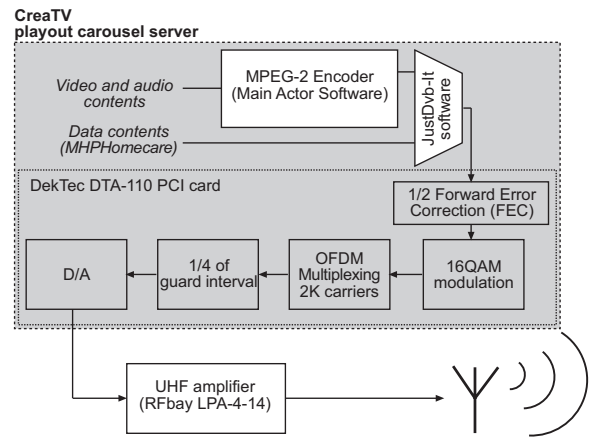 CreaTV
playout carousel server
Video and audio
contents
MPEG-2 Encoder
(Main Actor Software)
JustDvb-It
software
Data contents
(MHPHomecare)
DekTec DTA-110 PCI card
1/2 Forward Error
Correction (FEC)
D/A
1/4 of
guard interval
OFDM
Multiplexing
2K carriers
16QAM
modulation
UHF amplifier
(RFbay LPA-4-14)